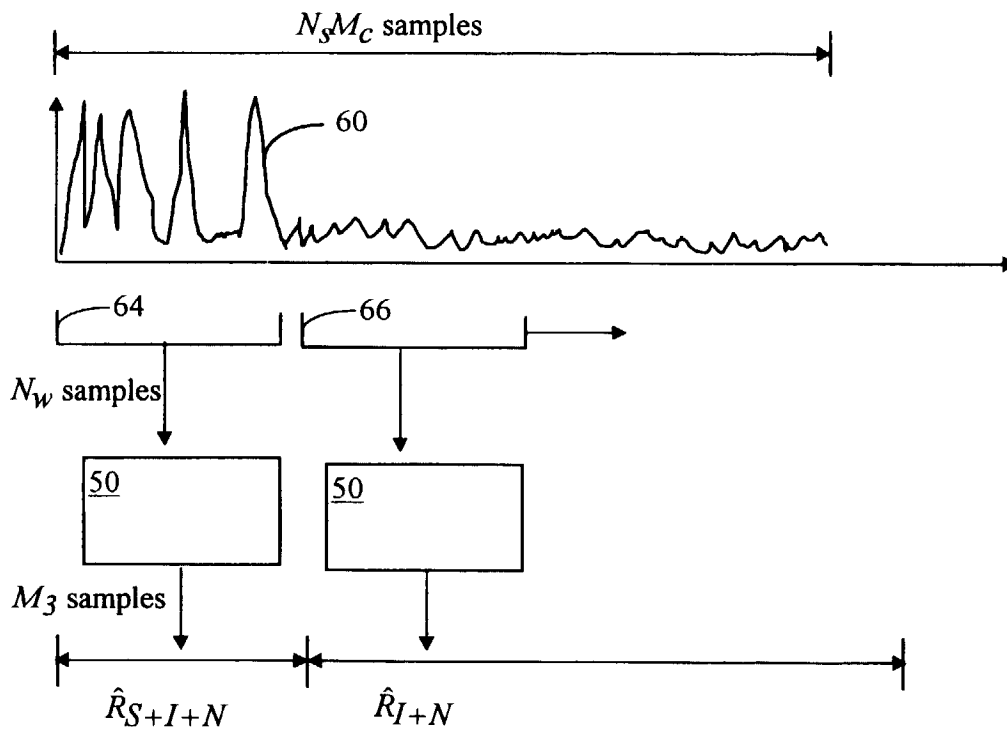 N_sM_c samples
60
64
66
N_w samples
50
50
M_3 samples
R̂_{S+I+N}
R̂_{I+N}